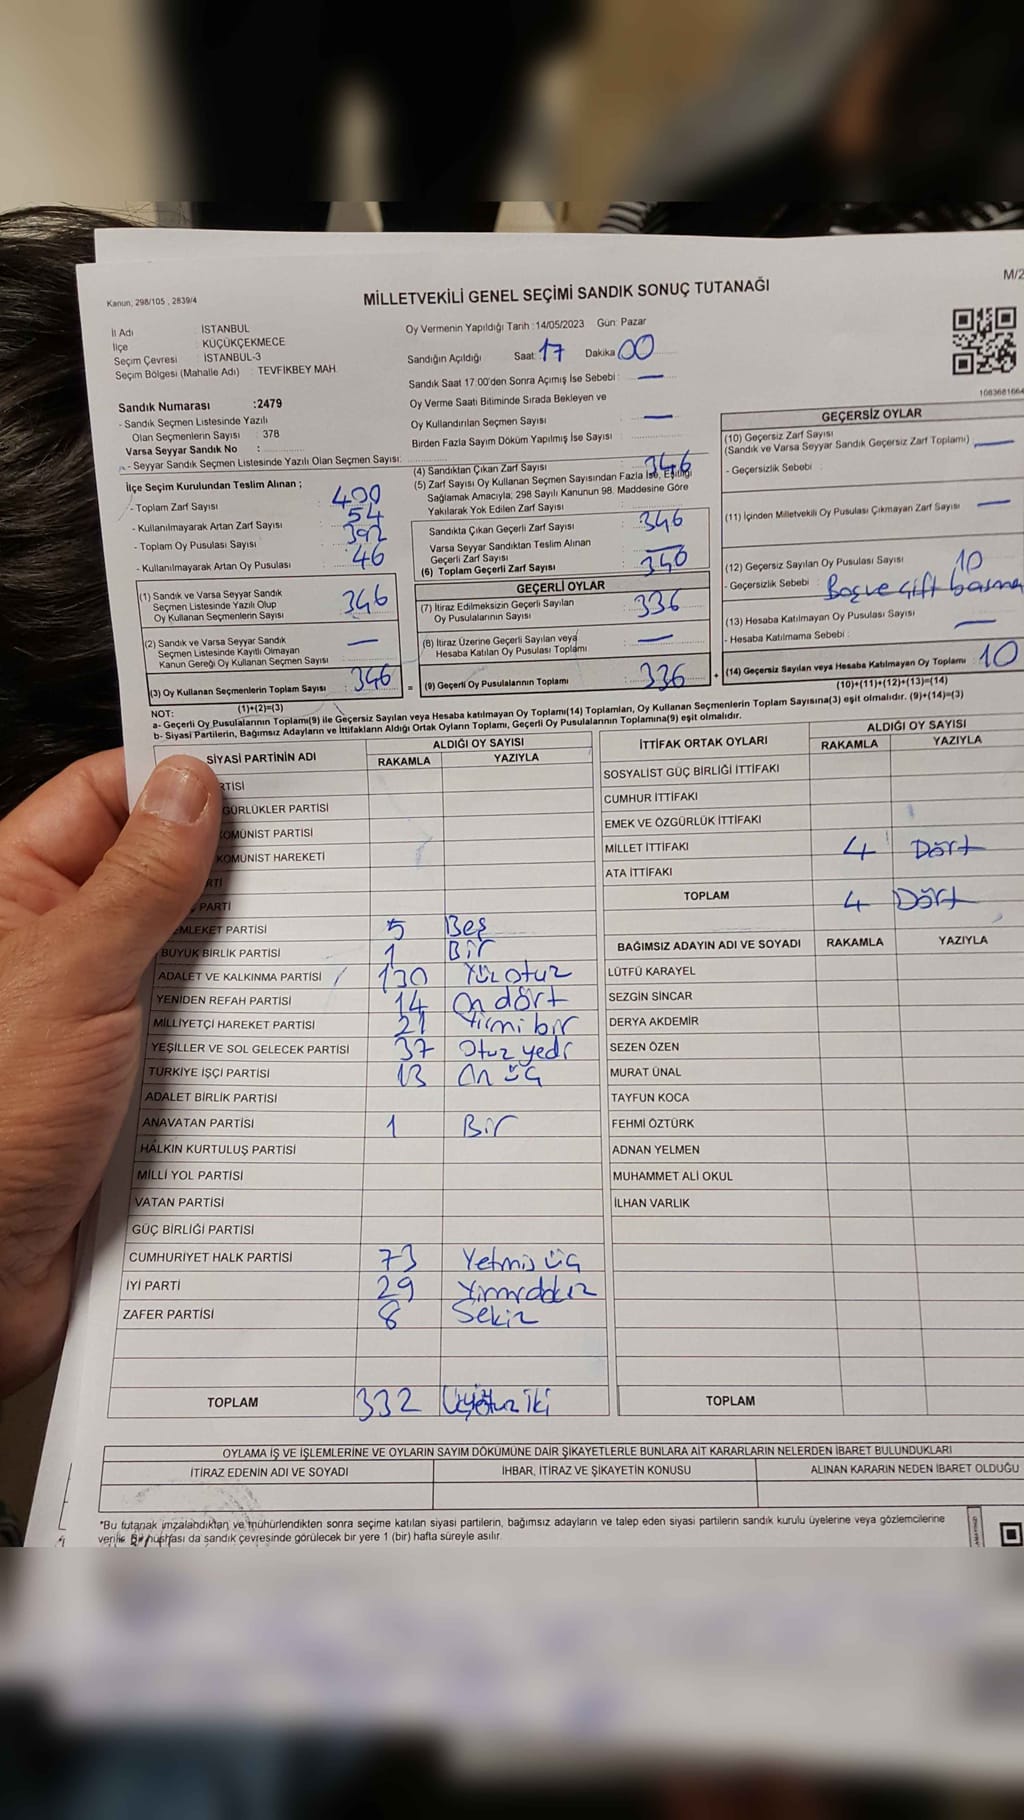 Kanun, 298/105 , 2839/4
M/2
MİLLETVEKİLİ GENEL SEÇİMİ SANDIK SONUÇ TUTANAĞI
İl Adı İSTANBUL
İlçe KÜÇÜKÇEKMECE
Seçim Çevresi İSTANBUL-3
Seçim Bölgesi (Mahalle Adı) : TEVFİKBEY MAH.
Oy Vermenin Yapıldığı Tarih : 14/05/2023 Gün: Pazar
Sandığın Açıldığı Saat 17 Dakika 00
Sandık Saat 17:00'den Sonra Açımış İse Sebebi : —
Oy Verme Saati Bitiminde Sırada Bekleyen ve
Oy Kullandırılan Seçmen Sayısı —
Birden Fazla Sayım Döküm Yapılmış İse Sayısı
Sandık Numarası :2479
- Sandık Seçmen Listesinde Yazılı
Olan Seçmenlerin Sayısı : 378
Varsa Seyyar Sandık No :
- Seyyar Sandık Seçmen Listesinde Yazılı Olan Seçmen Sayısı:
İlçe Seçim Kurulundan Teslim Alınan ;
- Toplam Zarf Sayısı 400
- Kullanılmayarak Artan Zarf Sayısı 54
- Toplam Oy Pusulası Sayısı 392
- Kullanılmayarak Artan Oy Pusulası 46
(1) Sandık ve Varsa Seyyar Sandık
Seçmen Listesinde Yazılı Olup
Oy Kullanan Seçmenlerin Sayısı 346
(2) Sandık ve Varsa Seyyar Sandık
Seçmen Listesinde Kayıtlı Olmayan
Kanun Gereği Oy Kullanan Seçmen Sayısı —
(3) Oy Kullanan Seçmenlerin Toplam Sayısı : 346
(1)+(2)=(3)
(4) Sandıktan Çıkan Zarf Sayısı 346
(5) Zarf Sayısı Oy Kullanan Seçmen Sayısından Fazla İse, Eşitliği
Sağlamak Amacıyla; 298 Sayılı Kanunun 98. Maddesine Göre
Yakılarak Yok Edilen Zarf Sayısı
Sandıkta Çıkan Geçerli Zarf Sayısı 346
Varsa Seyyar Sandıktan Teslim Alınan
Geçerli Zarf Sayısı —
(6) Toplam Geçerli Zarf Sayısı 346
GEÇERLİ OYLAR
(7) İtiraz Edilmeksizin Geçerli Sayılan
Oy Pusulalarının Sayısı 336
(8) İtiraz Üzerine Geçerli Sayılan veya
Hesaba Katılan Oy Pusulası Toplamı —
= (9) Geçerli Oy Pusulalarının Toplamı 336 +
1083681664
GEÇERSİZ OYLAR
(10) Geçersiz Zarf Sayısı
(Sandık ve Varsa Seyyar Sandık Geçersiz Zarf Toplamı) —
- Geçersizlik Sebebi :
(11) İçinden Milletvekili Oy Pusulası Çıkmayan Zarf Sayısı —
(12) Geçersiz Sayılan Oy Pusulası Sayısı 10
- Geçersizlik Sebebi : Boş ve çift basma
(13) Hesaba Katılmayan Oy Pusulası Sayısı —
- Hesaba Katılmama Sebebi :
(14) Geçersiz Sayılan veya Hesaba Katılmayan Oy Toplamı : 10
(10)+(11)+(12)+(13)=(14)
NOT:
a- Geçerli Oy Pusulalarının Toplamı(9) ile Geçersiz Sayılan veya Hesaba katılmayan Oy Toplamı(14) Toplamları, Oy Kullanan Seçmenlerin Toplam Sayısına(3) eşit olmalıdır. (9)+(14)=(3)
b- Siyasi Partilerin, Bağımsız Adayların ve İttifakların Aldığı Ortak Oyların Toplamı, Geçerli Oy Pusulalarının Toplamına(9) eşit olmalıdır.
SİYASİ PARTİNİN ADI ALDIĞI OY SAYISI
RAKAMLA YAZIYLA
GÜRLÜKLER PARTİSİ
KOMÜNİST PARTİSİ
KOMÜNİST HAREKETİ
PARTİ
MLEKET PARTİSİ 5 Beş
BÜYÜK BİRLİK PARTİSİ 1 Bir
ADALET VE KALKINMA PARTİSİ 130 Yüz otuz
YENİDEN REFAH PARTİSİ 14 On dört
MİLLİYETÇİ HAREKET PARTİSİ 21 Yirmi bir
YEŞİLLER VE SOL GELECEK PARTİSİ 37 Otuz yedi
TÜRKİYE İŞÇİ PARTİSİ 13 On üç
ADALET BİRLİK PARTİSİ
ANAVATAN PARTİSİ 1 Bir
HALKIN KURTULUŞ PARTİSİ
MİLLİ YOL PARTİSİ
VATAN PARTİSİ
GÜÇ BİRLİĞİ PARTİSİ
CUMHURİYET HALK PARTİSİ 73 Yetmiş üç
İYİ PARTİ 29
ZAFER PARTİSİ 8 Sekiz
TOPLAM 332
İTTİFAK ORTAK OYLARI ALDIĞI OY SAYISI
RAKAMLA YAZIYLA
SOSYALİST GÜÇ BİRLİĞİ İTTİFAKI
CUMHUR İTTİFAKI
EMEK VE ÖZGÜRLÜK İTTİFAKI
MİLLET İTTİFAKI 4 Dört
ATA İTTİFAKI
TOPLAM 4 Dört
BAĞIMSIZ ADAYIN ADI VE SOYADI RAKAMLA YAZIYLA
LÜTFÜ KARAYEL
SEZGİN SİNCAR
DERYA AKDEMİR
SEZEN ÖZEN
MURAT ÜNAL
TAYFUN KOCA
FEHMİ ÖZTÜRK
ADNAN YELMEN
MUHAMMET ALİ OKUL
İLHAN VARLIK
TOPLAM
OYLAMA İŞ VE İŞLEMLERİNE VE OYLARIN SAYIM DÖKÜMÜNE DAİR ŞİKAYETLERLE BUNLARA AİT KARARLARIN NELERDEN İBARET BULUNDUKLARI
İTİRAZ EDENİN ADI VE SOYADI İHBAR, İTİRAZ VE ŞİKAYETİN KONUSU ALINAN KARARIN NEDEN İBARET OLDUĞU
*Bu tutanak imzalandıktan ve mühürlendikten sonra seçime katılan siyasi partilerin, bağımsız adayların ve talep eden siyasi partilerin sandık kurulu üyelerine veya gözlemcilerine
verilir. Bir nüshası da sandık çevresinde görülecek bir yere 1 (bir) hafta süreyle asılır.